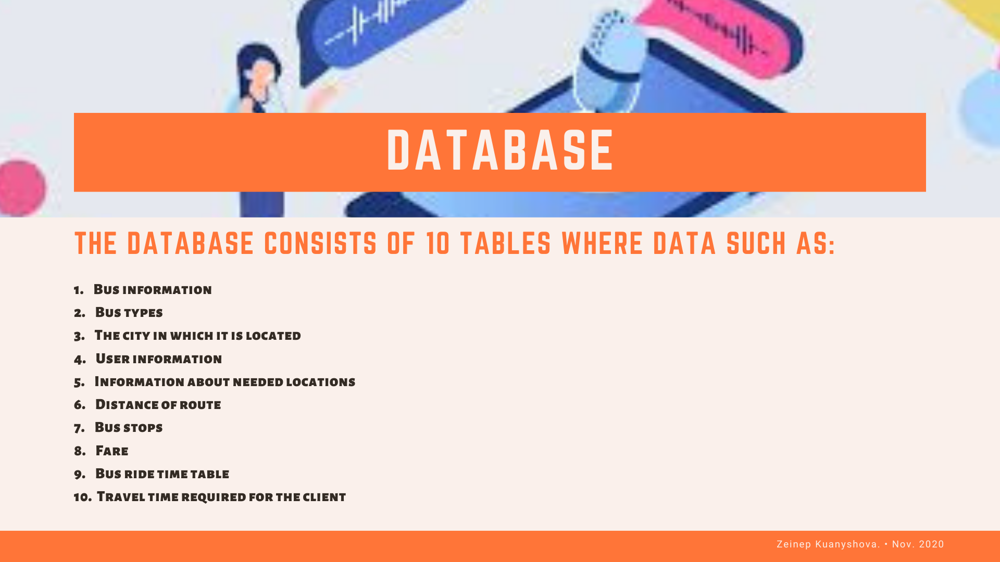 DATABASE
THE DATABASE CONSISTS OF 10 TABLES WHERE DATA SUCH AS:
1. Bus information
2. Bus types
3. The city in which it is located
4. User information
5. Information about needed locations
6. Distance of route
7. Bus stops
8. Fare
9. Bus ride time table
10. Travel time required for the client
Zeinep Kuanyshova. • Nov. 2020